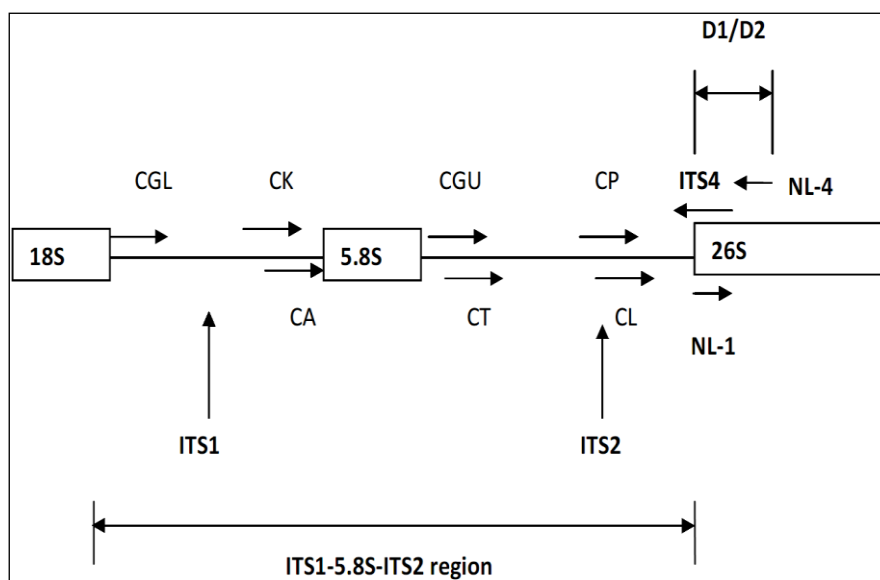 D1/D2
CGL CK CGU CP ITS4 NL-4
18S 5.8S 26S
CA CT CL NL-1
ITS1 ITS2
ITS1-5.8S-ITS2 region